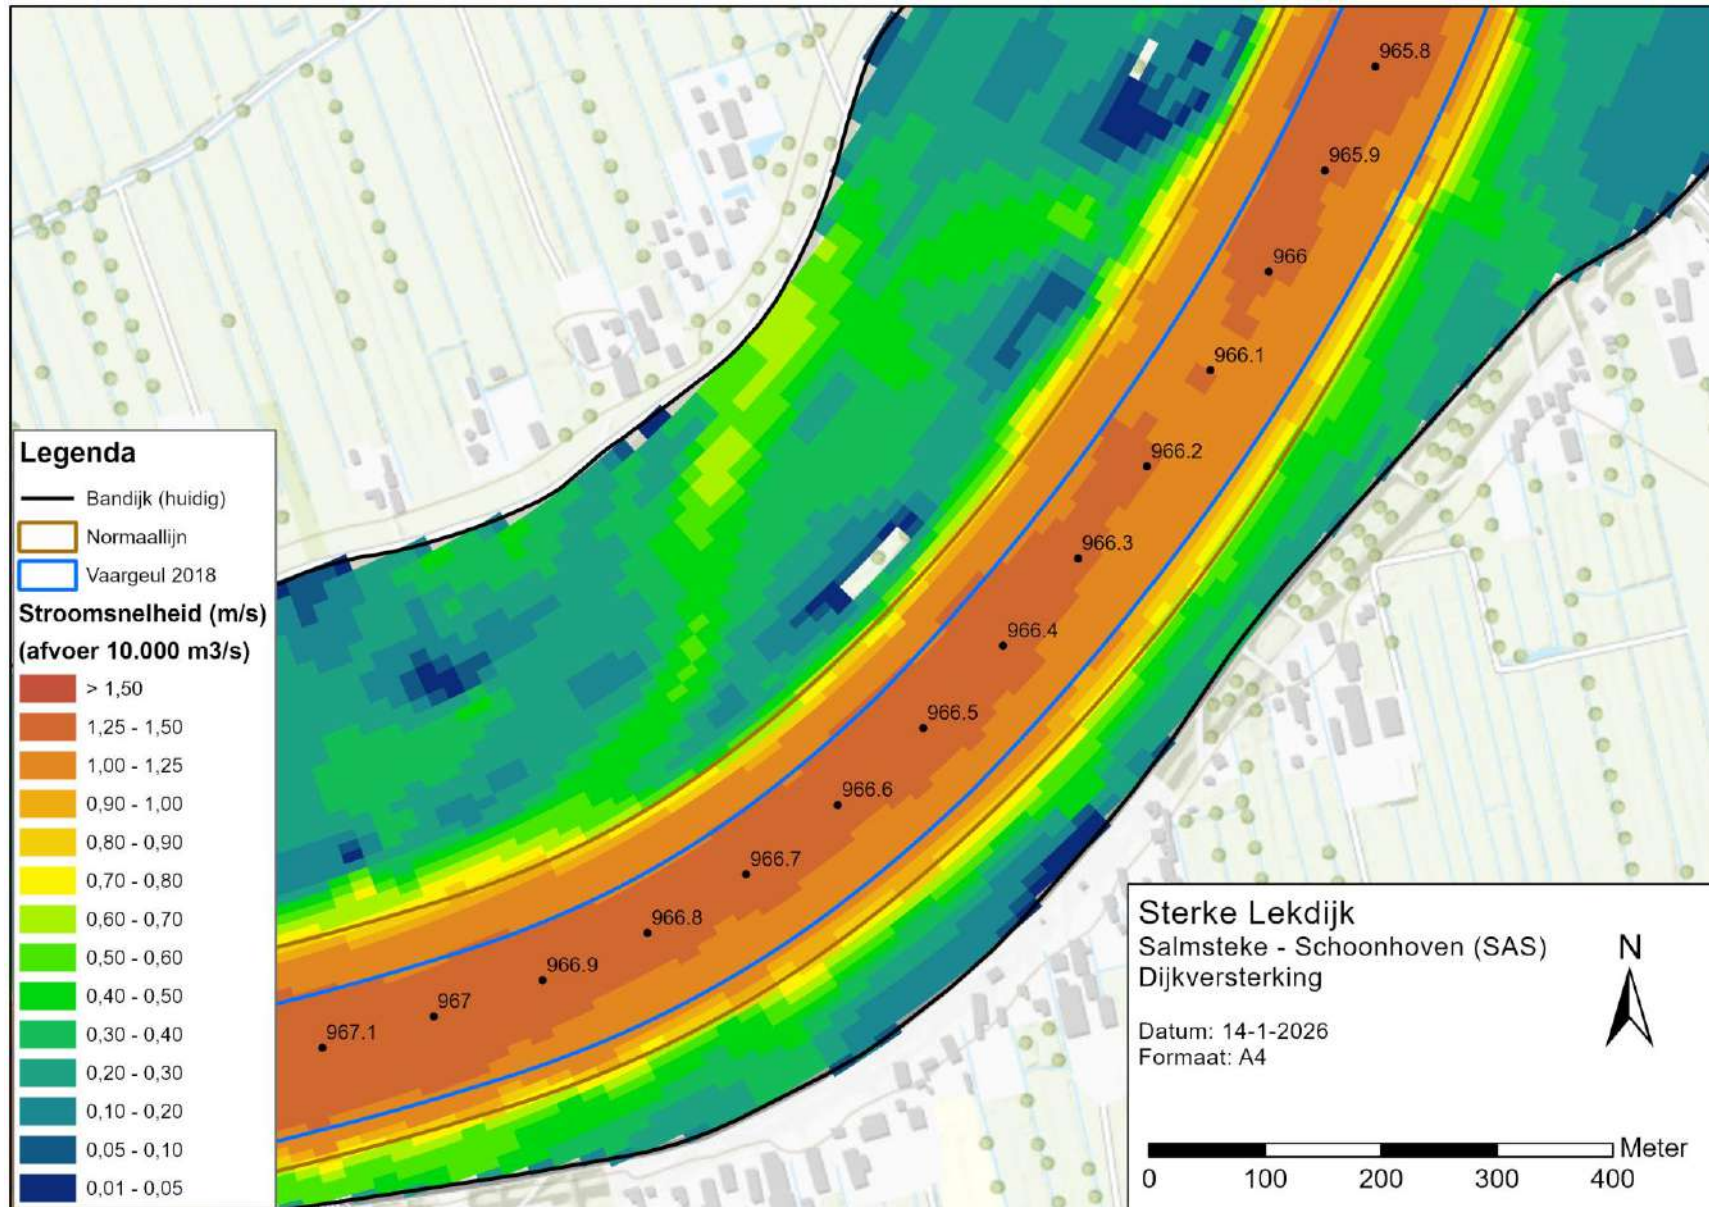 965.8
965.9
966
966.1
966.2
966.3
966.4
966.5
966.6
966.7
966.8
966.9
967
967.1
Legenda
Bandijk (huidig)
Normaallijn
Vaargeul 2018
Stroomsnelheid (m/s)
(afvoer 10.000 m3/s)
> 1,50
1,25 - 1,50
1,00 - 1,25
0,90 - 1,00
0,80 - 0,90
0,70 - 0,80
0,60 - 0,70
0,50 - 0,60
0,40 - 0,50
0,30 - 0,40
0,20 - 0,30
0,10 - 0,20
0,05 - 0,10
0,01 - 0,05
Sterke Lekdijk
Salmsteke - Schoonhoven (SAS)
Dijkversterking
Datum: 14-1-2026
Formaat: A4
N
Meter
0 100 200 300 400